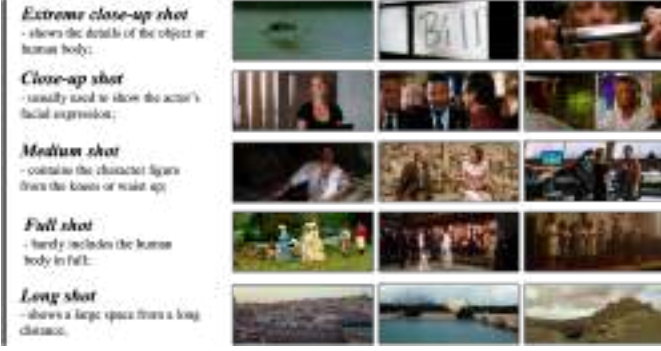 Extreme close-up shot
- shows the details of the object or
human body;
Bill
Close-up shot
- usually used to show the actor's
facial expression;
Medium shot
- contains the character figure
from the knees or waist up;
Full shot
- barely includes the human
body in full;
Long shot
- shows a large space from a long
distance.